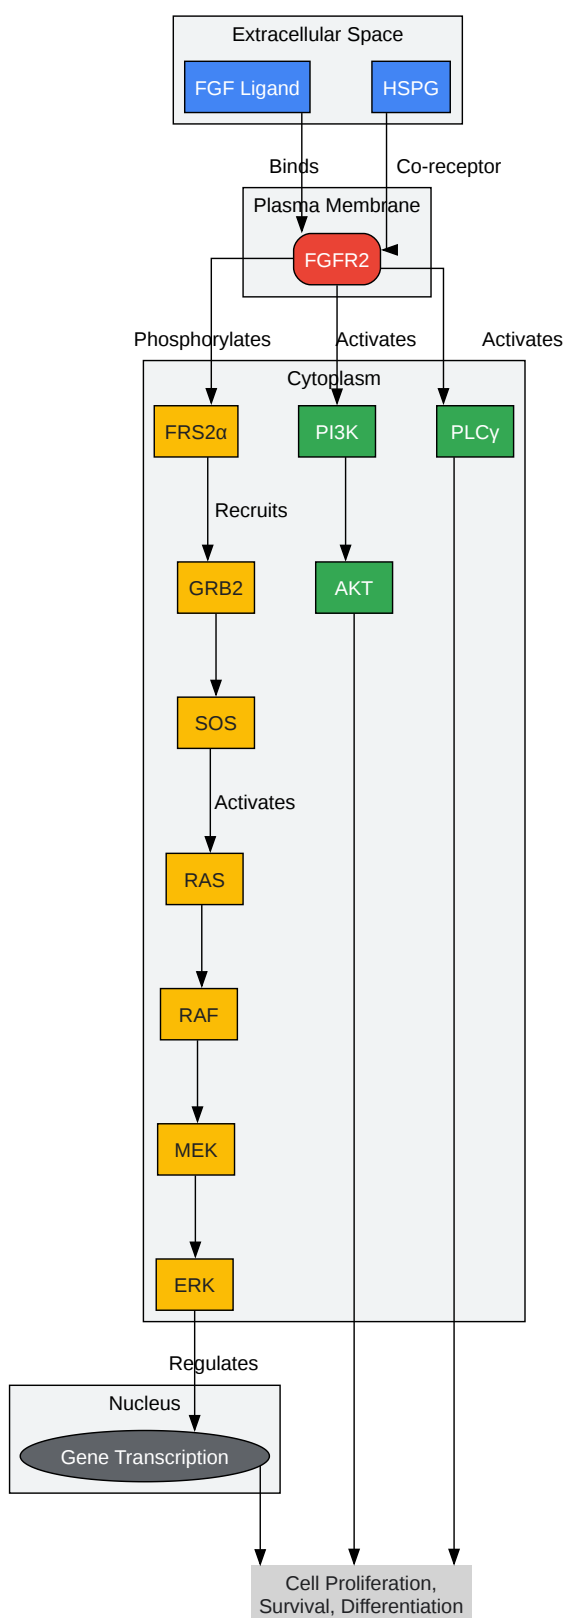 Extracellular Space
FGF Ligand
HSPG
Binds
Co-receptor
Plasma Membrane
FGFR2
Phosphorylates
Activates
Activates
Cytoplasm
FRS2α
PI3K
PLCγ
Recruits
GRB2
AKT
SOS
Activates
RAS
RAF
MEK
ERK
Regulates
Nucleus
Gene Transcription
Cell Proliferation,
Survival, Differentiation